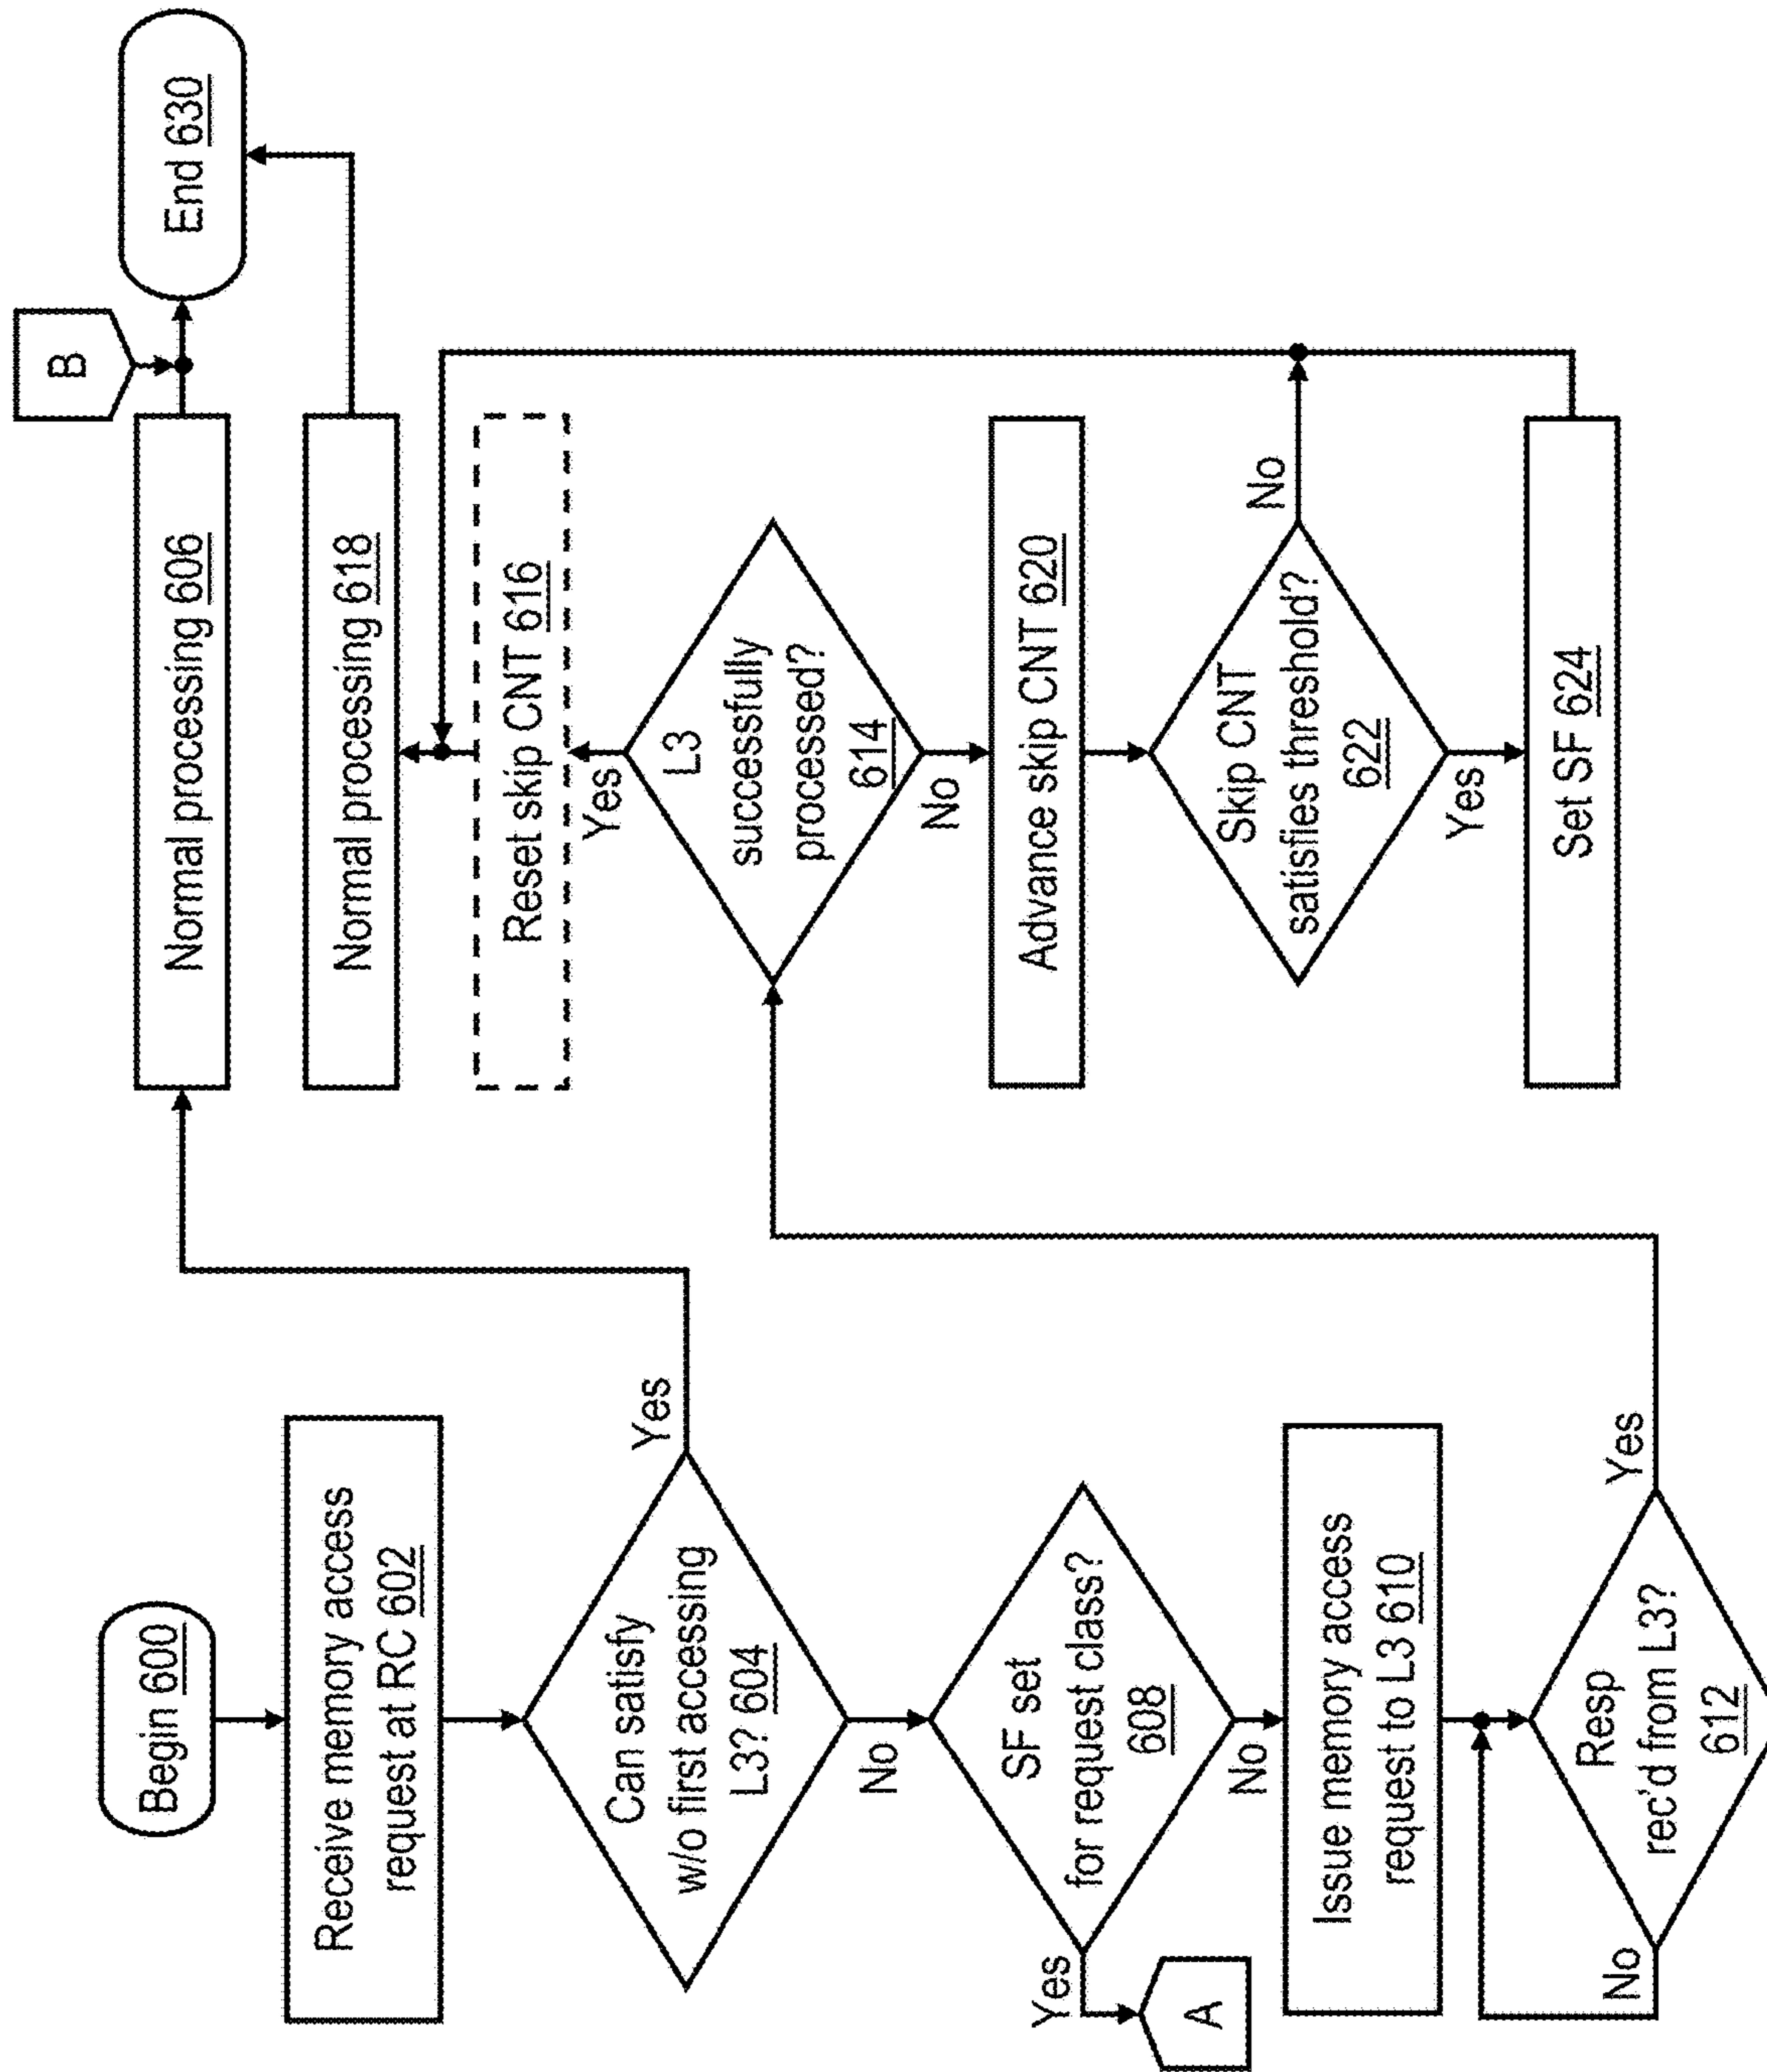 Begin 600
Receive memory access
request at RC 602
Can satisfy
w/o first accessing
L3? 604
Yes
No
SF set
for request class?
608
Yes
A
No
Issue memory access
request to L3 610
Resp
rec'd from L3?
612
No
Yes
Normal processing 606
B
End 630
Normal processing 618
Reset skip CNT 616
Yes
L3
successfully
processed?
614
No
Advance skip CNT 620
Skip CNT
satisfies threshold?
622
No
Yes
Set SF 624